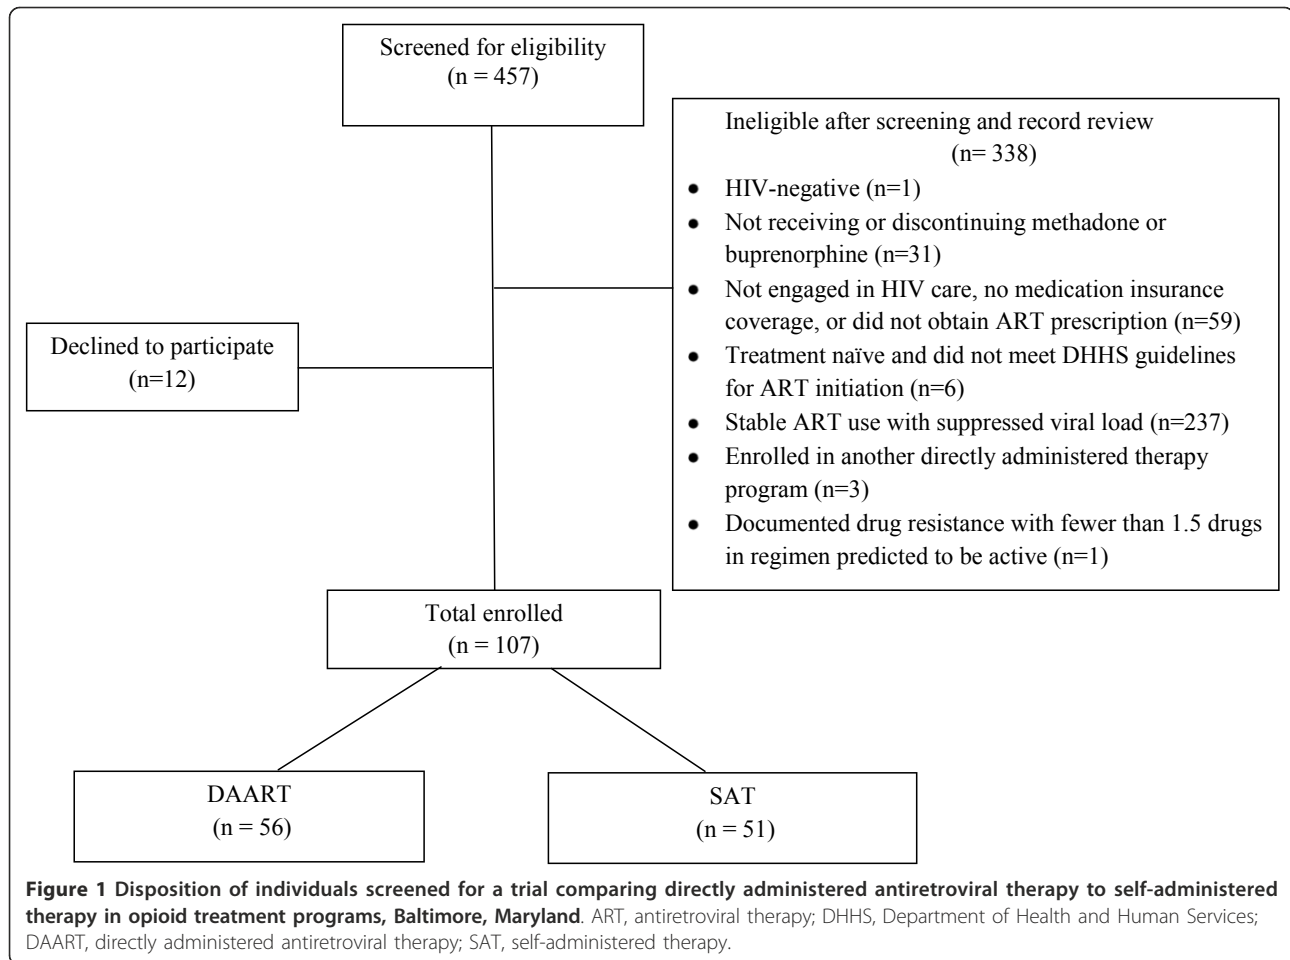 Screened for eligibility
(n = 457)
Ineligible after screening and record review
(n= 338)
● HIV-negative (n=1)
● Not receiving or discontinuing methadone or
buprenorphine (n=31)
● Not engaged in HIV care, no medication insurance
coverage, or did not obtain ART prescription (n=59)
● Treatment naïve and did not meet DHHS guidelines
for ART initiation (n=6)
● Stable ART use with suppressed viral load (n=237)
● Enrolled in another directly administered therapy
program (n=3)
● Documented drug resistance with fewer than 1.5 drugs
in regimen predicted to be active (n=1)
Declined to participate
(n=12)
Total enrolled
(n = 107)
DAART
(n = 56)
SAT
(n = 51)
Figure 1 Disposition of individuals screened for a trial comparing directly administered antiretroviral therapy to self-administered
therapy in opioid treatment programs, Baltimore, Maryland. ART, antiretroviral therapy; DHHS, Department of Health and Human Services;
DAART, directly administered antiretroviral therapy; SAT, self-administered therapy.